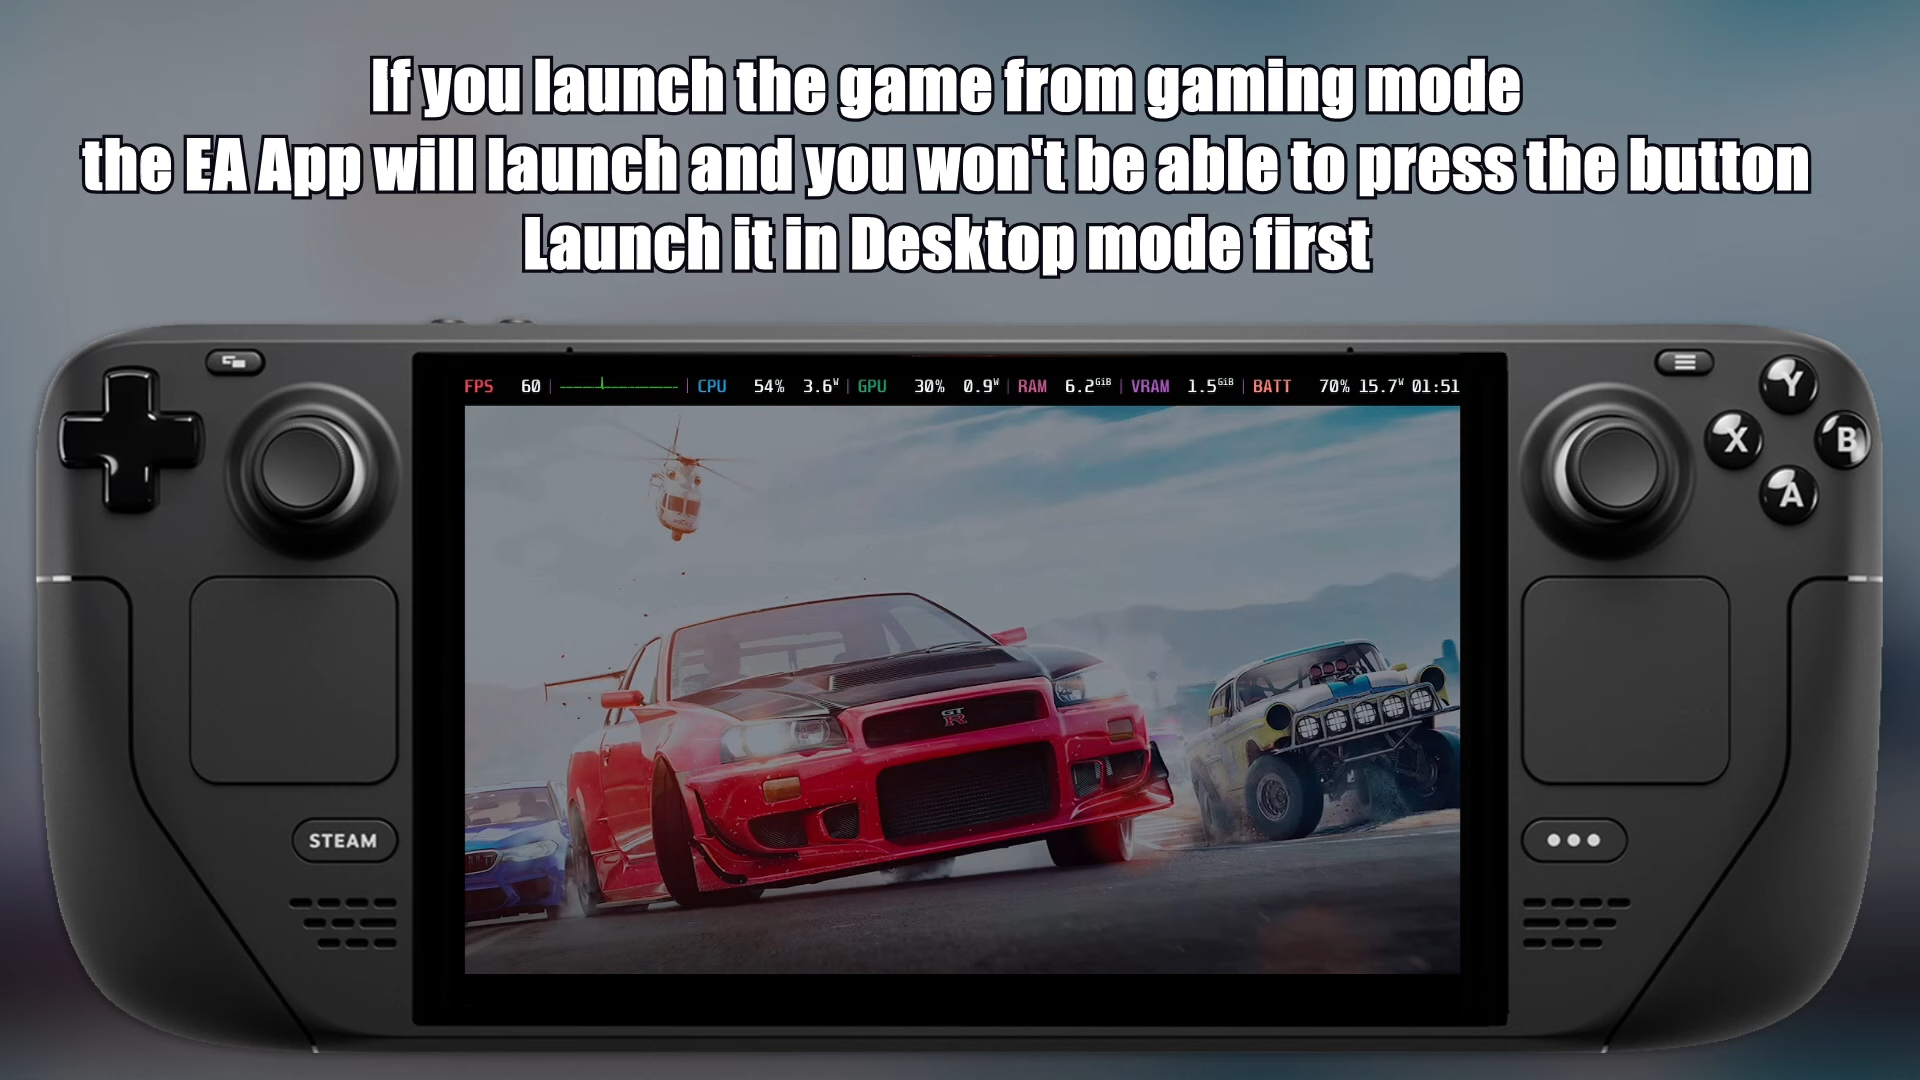 If you launch the game from gaming mode
the EA App will launch and you won't be able to press the button
Launch it in Desktop mode first
FPS 60 CPU 54% 3.6W GPU 30% 0.9W RAM 6.2GiB VRAM 1.5GiB BATT 70% 15.7W 01:51
Y
X B
A
GT
R
STEAM